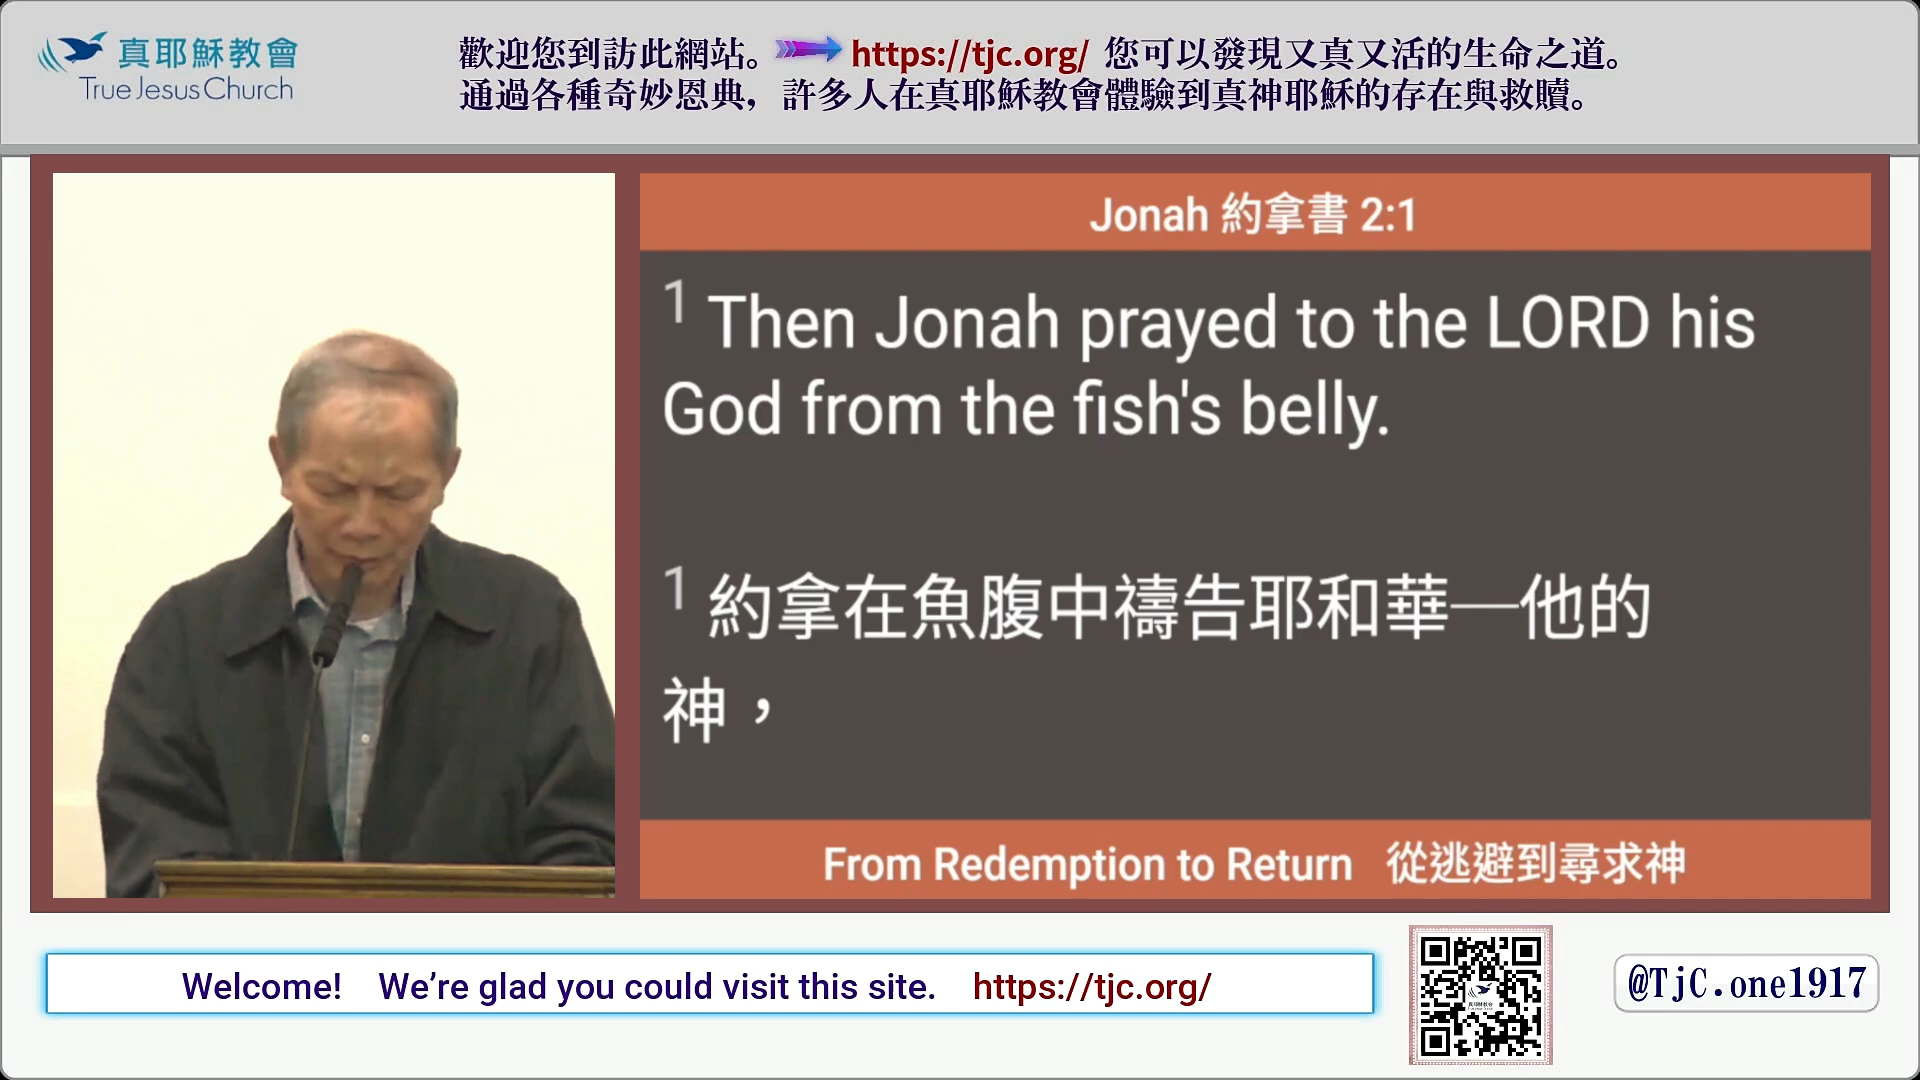 真耶穌教會
True Jesus Church
歡迎您到訪此網站。 https://tjc.org/ 您可以發現又真又活的生命之道。
通過各種奇妙恩典，許多人在真耶穌教會體驗到真神耶穌的存在與救贖。
Jonah 約拿書 2:1
1 Then Jonah prayed to the LORD his
God from the fish's belly.
1 約拿在魚腹中禱告耶和華─他的
神，
From Redemption to Return 從逃避到尋求神
Welcome! We’re glad you could visit this site. https://tjc.org/
@TjC.one1917